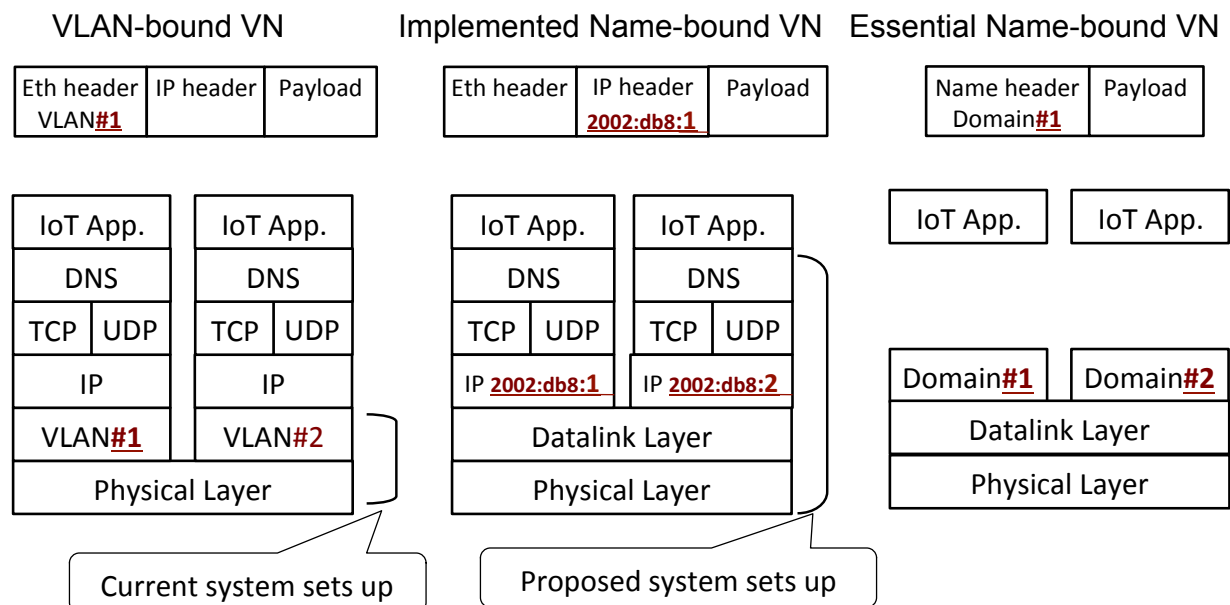 VLAN-bound VN
Implemented Name-bound VN
Essential Name-bound VN
Eth header
VLAN#1
IP header
Payload
Eth header
IP header
2002:db8:1
Payload
Name header
Domain#1
Payload
IoT App.
DNS
TCP
UDP
IP
VLAN#1
IoT App.
DNS
TCP
UDP
IP
VLAN#2
Physical Layer
Current system sets up
IoT App.
DNS
TCP
UDP
IP 2002:db8:1
IoT App.
DNS
TCP
UDP
IP 2002:db8:2
Datalink Layer
Physical Layer
Proposed system sets up
IoT App.
IoT App.
Domain#1
Domain#2
Datalink Layer
Physical Layer